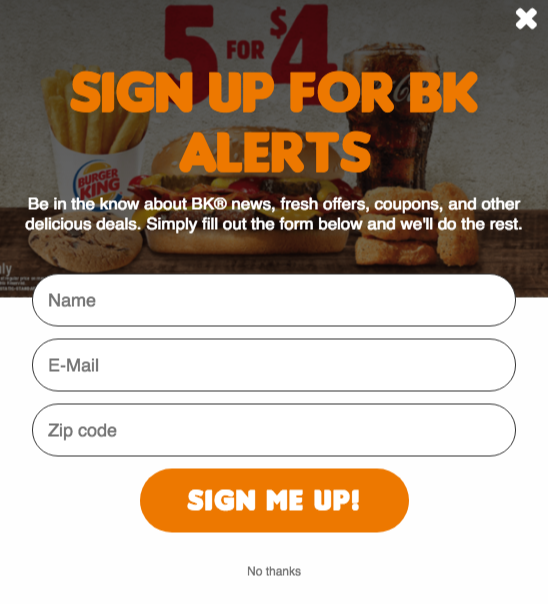 5 FOR $4
SIGN UP FOR BK
ALERTS
BURGER
KING
Be in the know about BK® news, fresh offers, coupons, and other
delicious deals. Simply fill out the form below and we'll do the rest.
Name
E-Mail
Zip code
SIGN ME UP!
No thanks